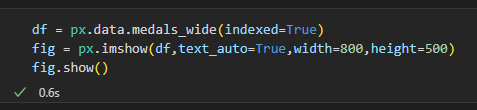 df = px.data.medals_wide(indexed=True)
fig = px.imshow(df,text_auto=True,width=800,height=500)
fig.show()
0.6s